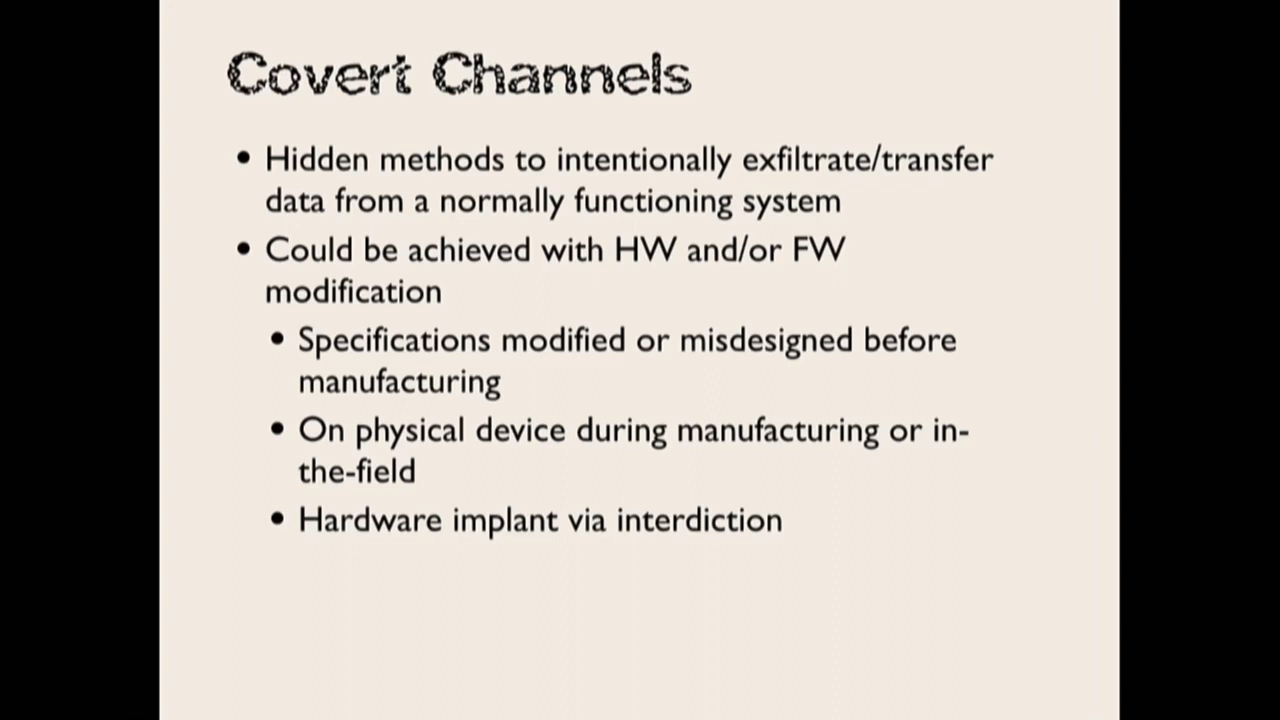 Covert Channels
• Hidden methods to intentionally exfiltrate/transfer
data from a normally functioning system
• Could be achieved with HW and/or FW
modification
• Specifications modified or misdesigned before
manufacturing
• On physical device during manufacturing or in-
the-field
• Hardware implant via interdiction